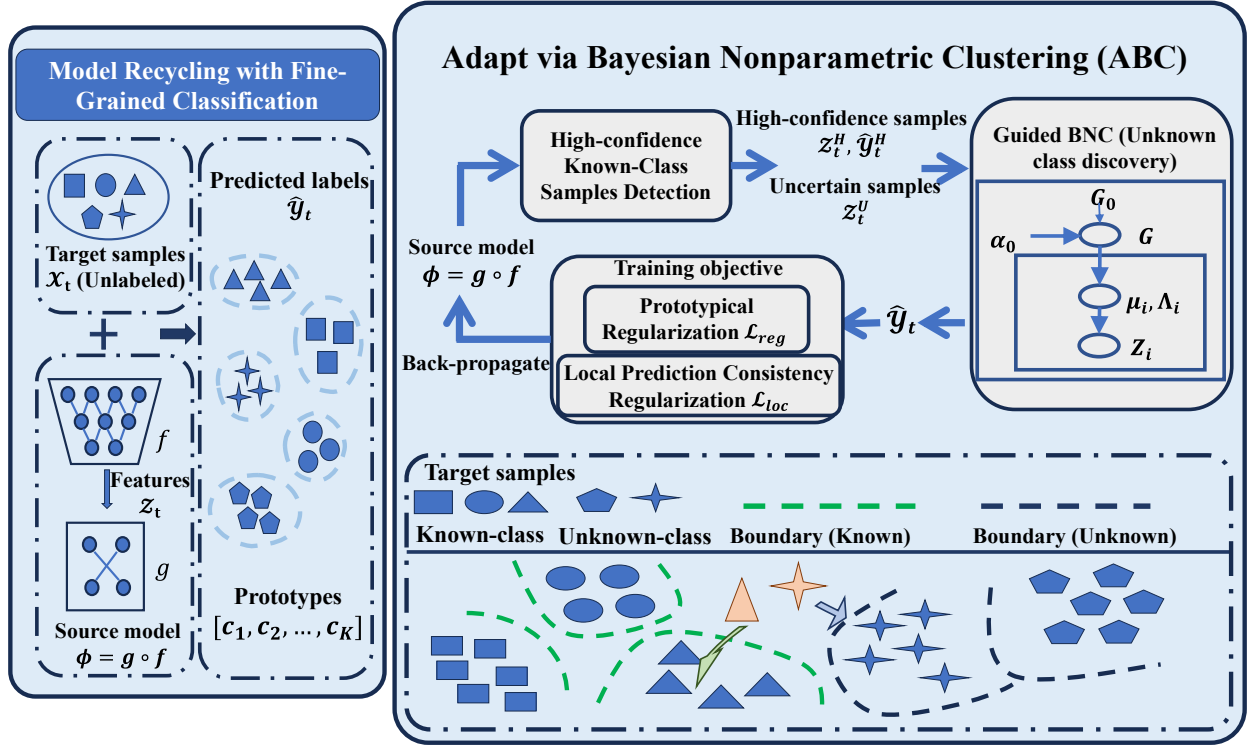 Model Recycling with Fine-
Grained Classification
Target samples
𝒳ₜ (Unlabeled)
f
Features
𝒵ₜ
g
Source model
ϕ = g ∘ f
Predicted labels
𝒴̂ₜ
Prototypes
[c₁, c₂, …, c_K]
Adapt via Bayesian Nonparametric Clustering (ABC)
High-confidence
Known-Class
Samples Detection
High-confidence samples
𝒵ₜᴴ, 𝒴̂ₜᴴ
Uncertain samples
𝒵ₜᵁ
Guided BNC (Unknown
class discovery)
G₀
α₀
G
μᵢ, Λᵢ
Zᵢ
𝒴̂ₜ
Training objective
Prototypical
Regularization ℒ_reg
Local Prediction Consistency
Regularization ℒ_loc
Back-propagate
Source model
ϕ = g ∘ f
Target samples
Known-class
Unknown-class
Boundary (Known)
Boundary (Unknown)